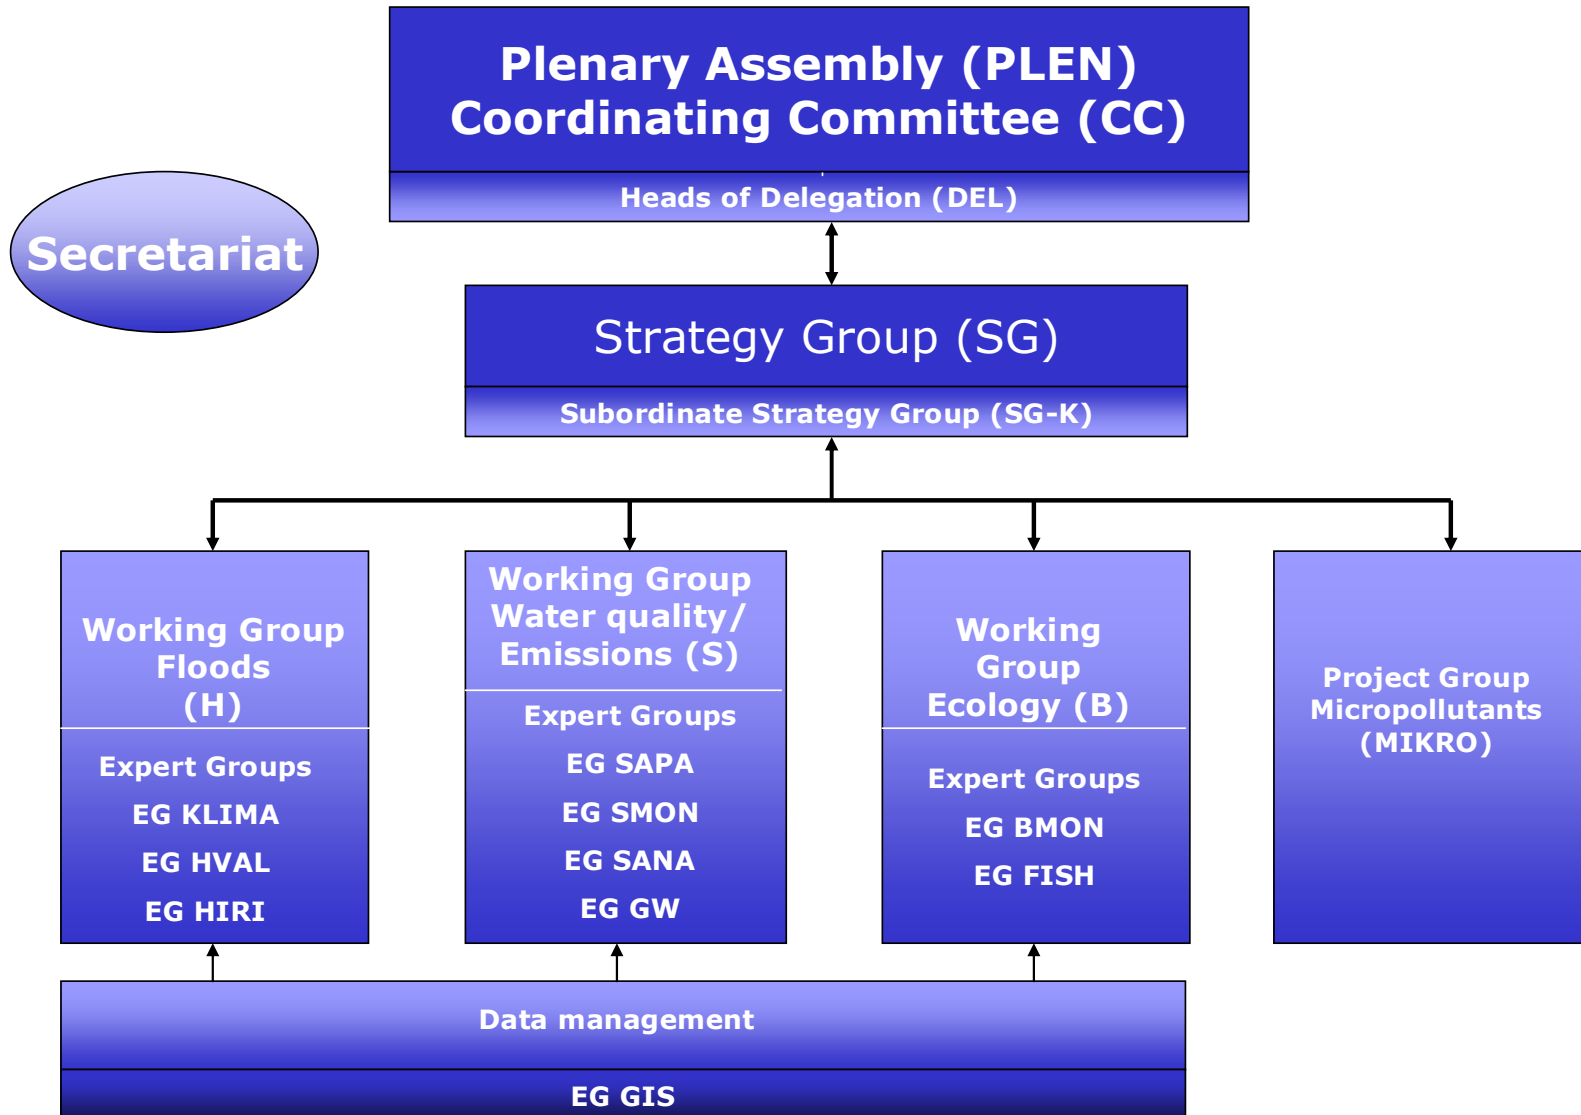 Plenary Assembly (PLEN)
Coordinating Committee (CC)
Heads of Delegation (DEL)
Secretariat
Strategy Group (SG)
Subordinate Strategy Group (SG-K)
Working Group
Floods
(H)
Expert Groups
EG KLIMA
EG HVAL
EG HIRI
Working Group
Water quality/
Emissions (S)
Expert Groups
EG SAPA
EG SMON
EG SANA
EG GW
Working
Group
Ecology (B)
Expert Groups
EG BMON
EG FISH
Project Group
Micropollutants
(MIKRO)
Data management
EG GIS